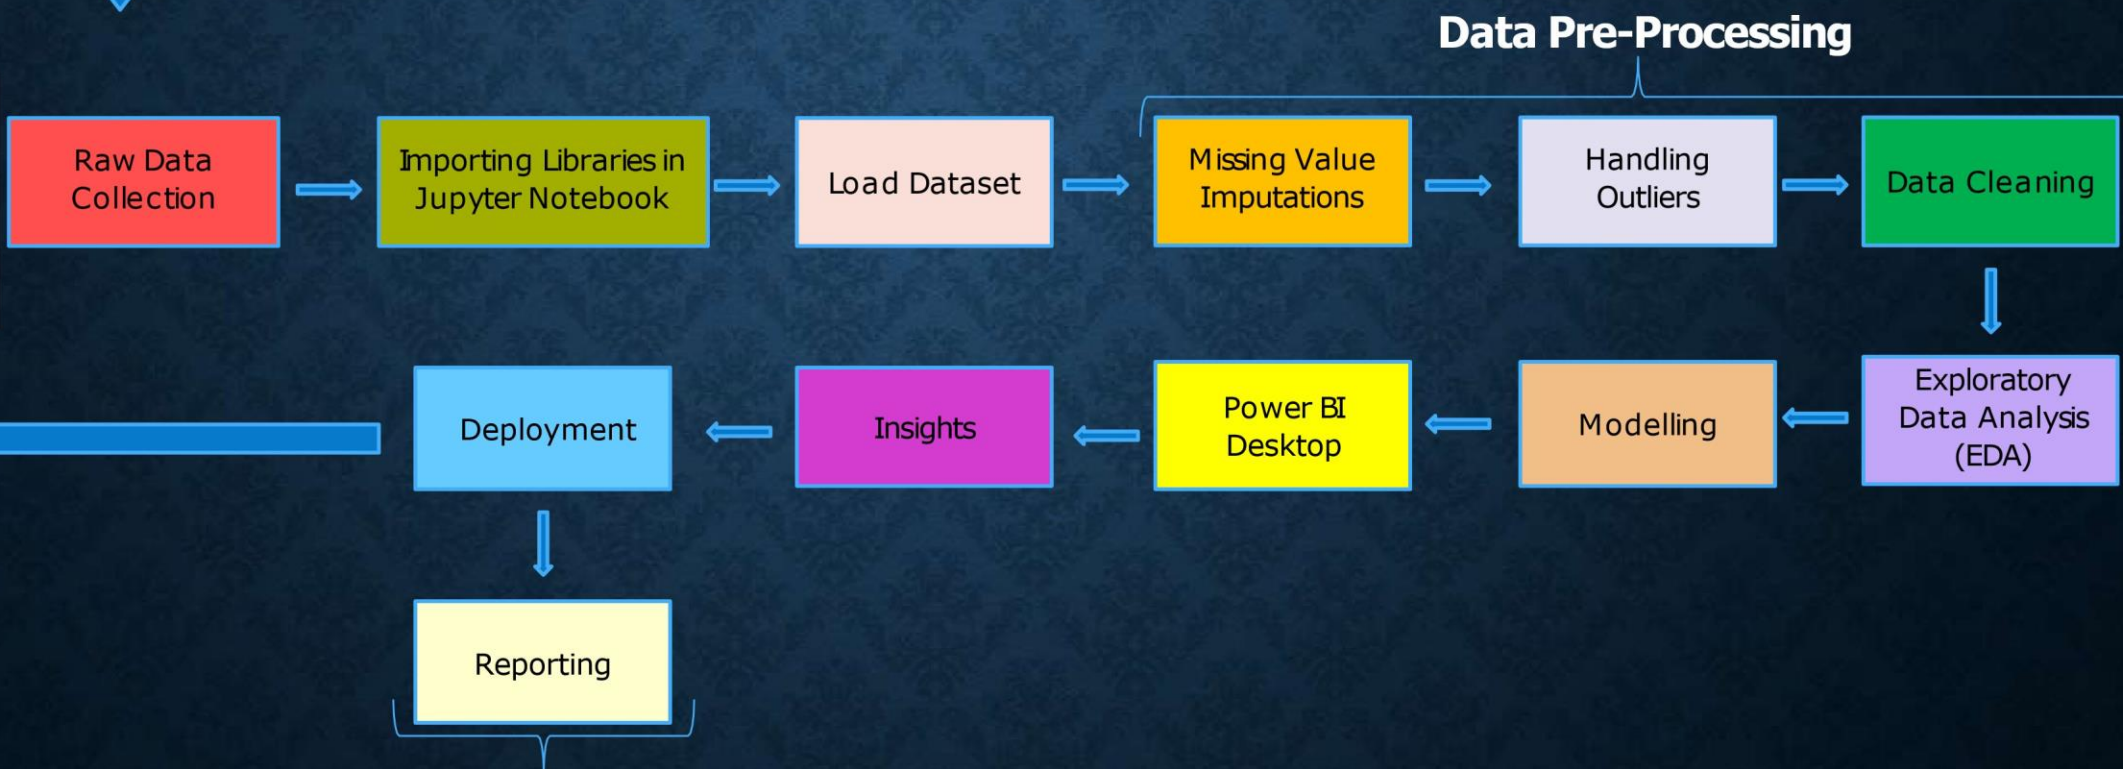 Data Pre-Processing
Raw Data
Collection
Importing Libraries in
Jupyter Notebook
Load Dataset
Missing Value
Imputations
Handling
Outliers
Data Cleaning
Deployment
Insights
Power BI
Desktop
Modelling
Exploratory
Data Analysis
(EDA)
Reporting